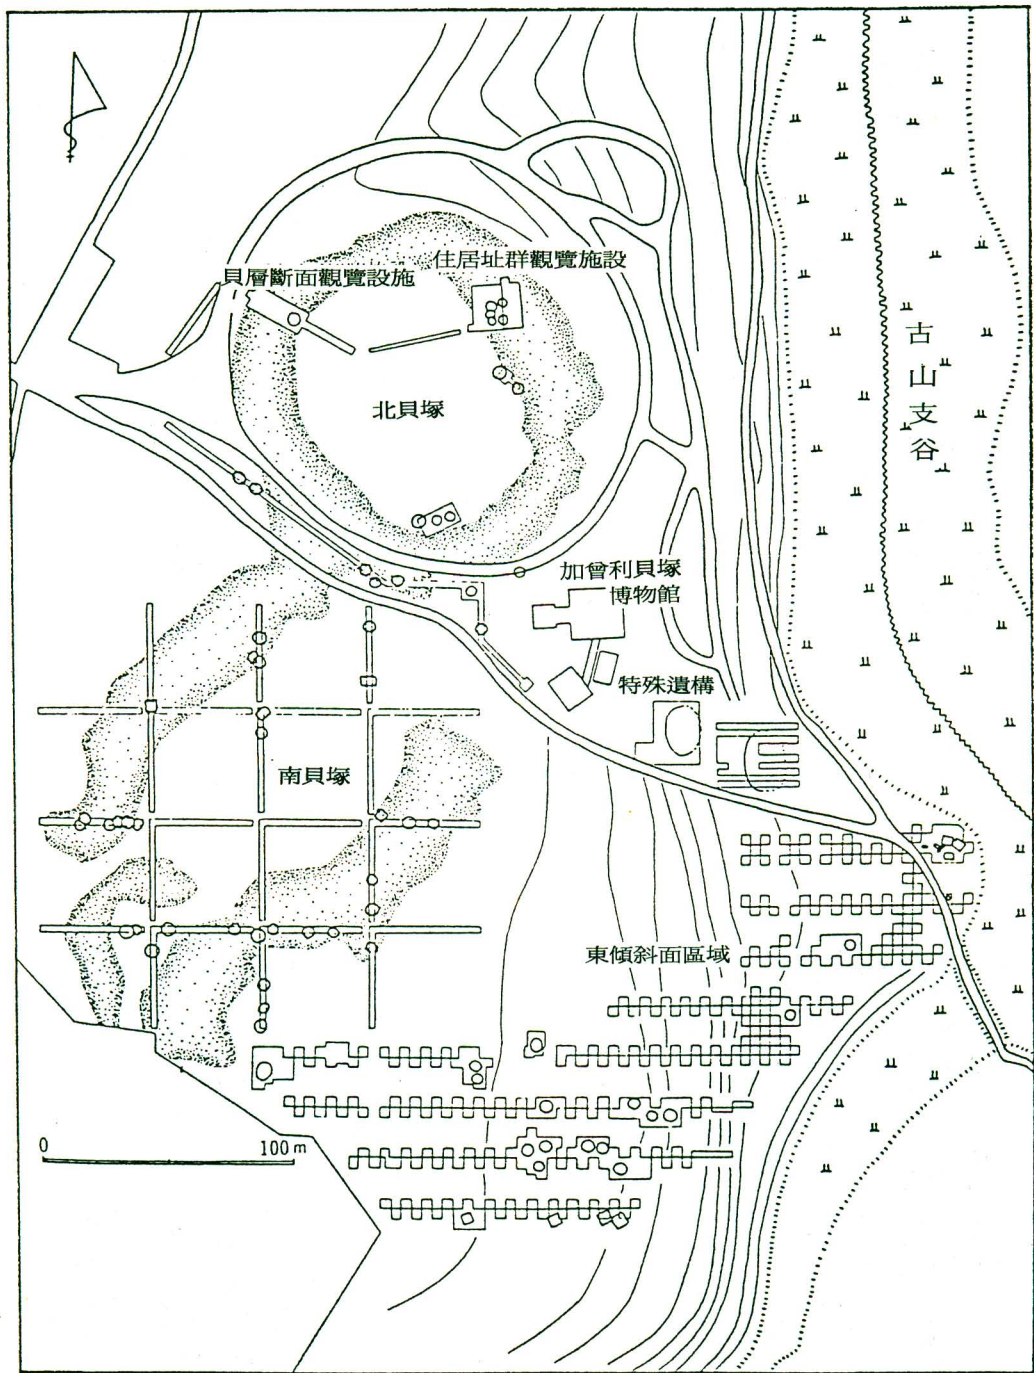 貝層斷面觀覽設施
住居址群觀覽施設
古山支谷
北貝塚
加曾利貝塚
博物館
特殊遺構
南貝塚
東傾斜面區域
0 100m